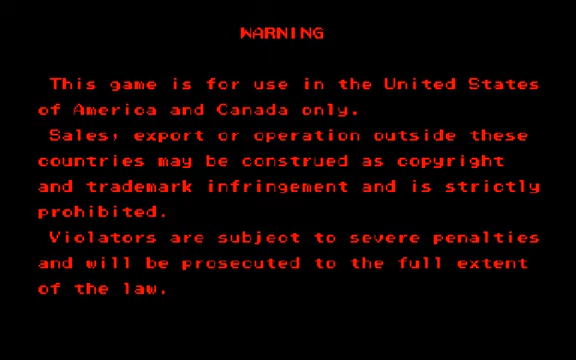 WARNING
This game is for use in the United States
of America and Canada only.
Sales, export or operation outside these
countries may be construed as copyright
and trademark infringement and is strictly
prohibited.
Violators are subject to severe penalties
and will be prosecuted to the full extent
of the law.